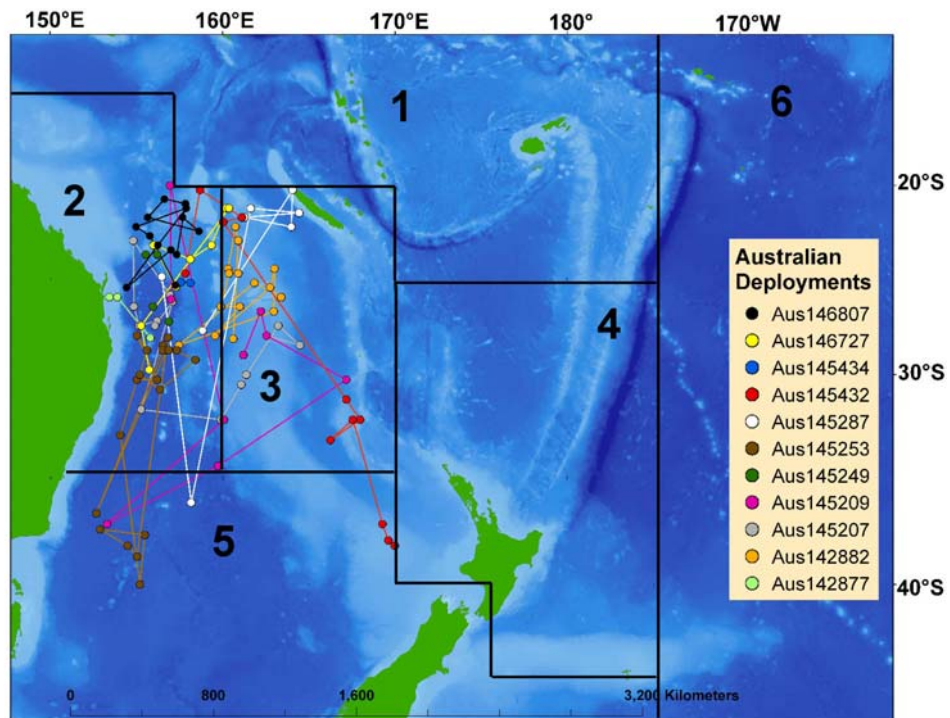 150°E 160°E 170°E 180° 170°W
1
6
2
20°S
Australian
Deployments
Aus146807
Aus146727
Aus145434
Aus145432
Aus145287
Aus145253
Aus145249
Aus145209
Aus145207
Aus142882
Aus142877
4
3
30°S
5
40°S
0 800 1,600 3,200 Kilometers